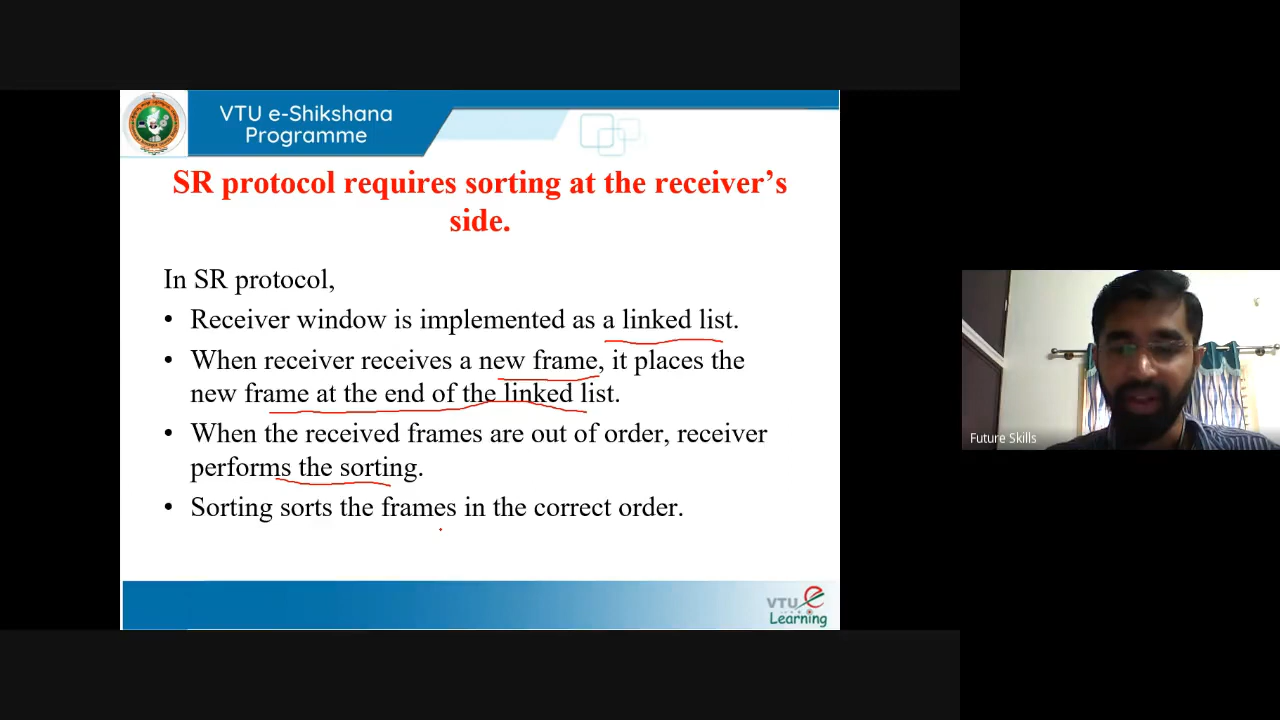 VTU e-Shikshana
Programme
SR protocol requires sorting at the receiver’s
side.
In SR protocol,
• Receiver window is implemented as a linked list.
• When receiver receives a new frame, it places the
new frame at the end of the linked list.
• When the received frames are out of order, receiver
performs the sorting.
• Sorting sorts the frames in the correct order.
Future Skills
VTU e
Learning